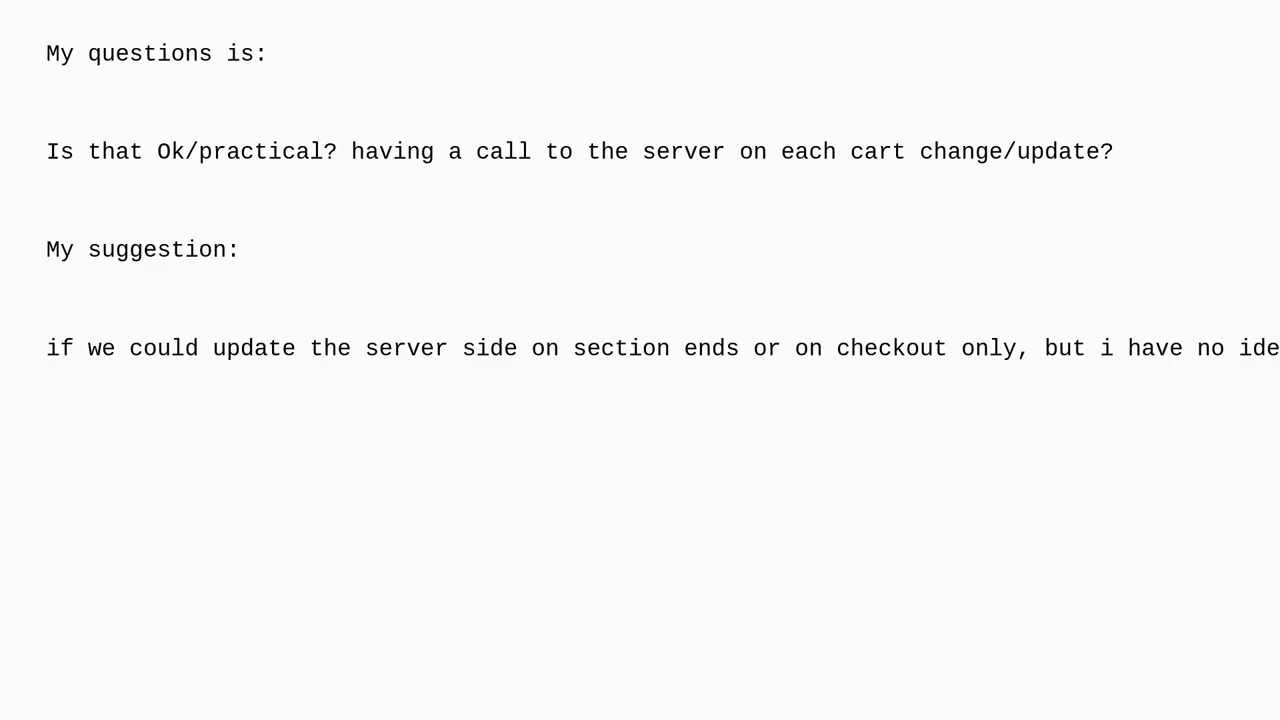 My questions is:
Is that Ok/practical? having a call to the server on each cart change/update?
My suggestion:
if we could update the server side on section ends or on checkout only, but i have no ide